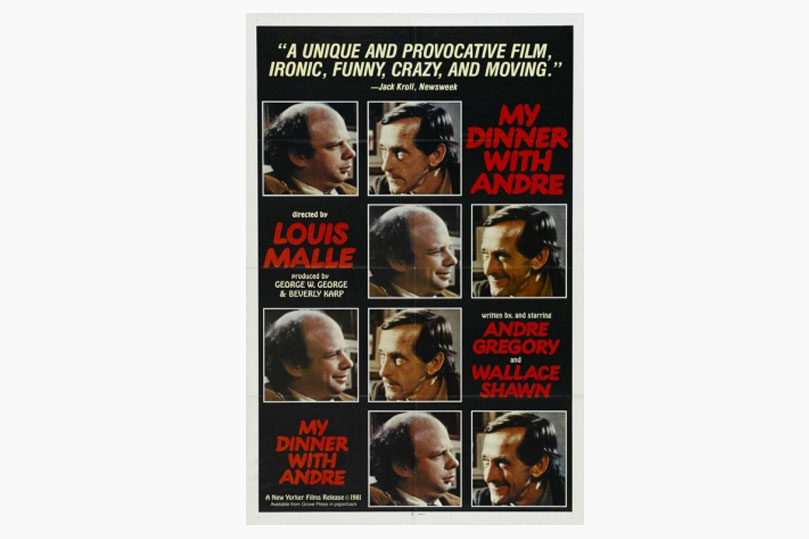 “A UNIQUE AND PROVOCATIVE FILM,
IRONIC, FUNNY, CRAZY, AND MOVING.”
—Jack Kroll, Newsweek
MY
DINNER
WITH
ANDRE
directed by
LOUIS
MALLE
produced by
GEORGE W. GEORGE
& BEVERLY KARP
written by, and starring
ANDRE
GREGORY
and
WALLACE
SHAWN
MY
DINNER
WITH
ANDRE
A New Yorker Films Release © 1981
Available from Grove Press in paperback